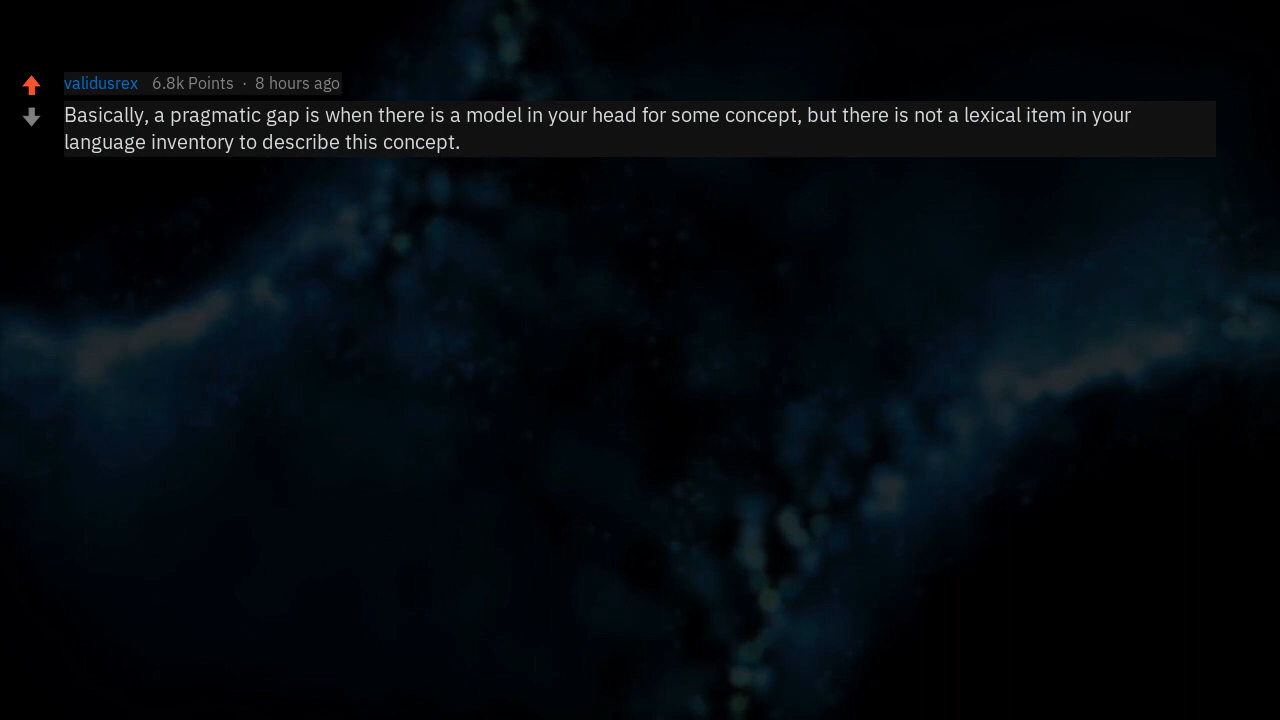 validusrex 6.8k Points · 8 hours ago
Basically, a pragmatic gap is when there is a model in your head for some concept, but there is not a lexical item in your
language inventory to describe this concept.